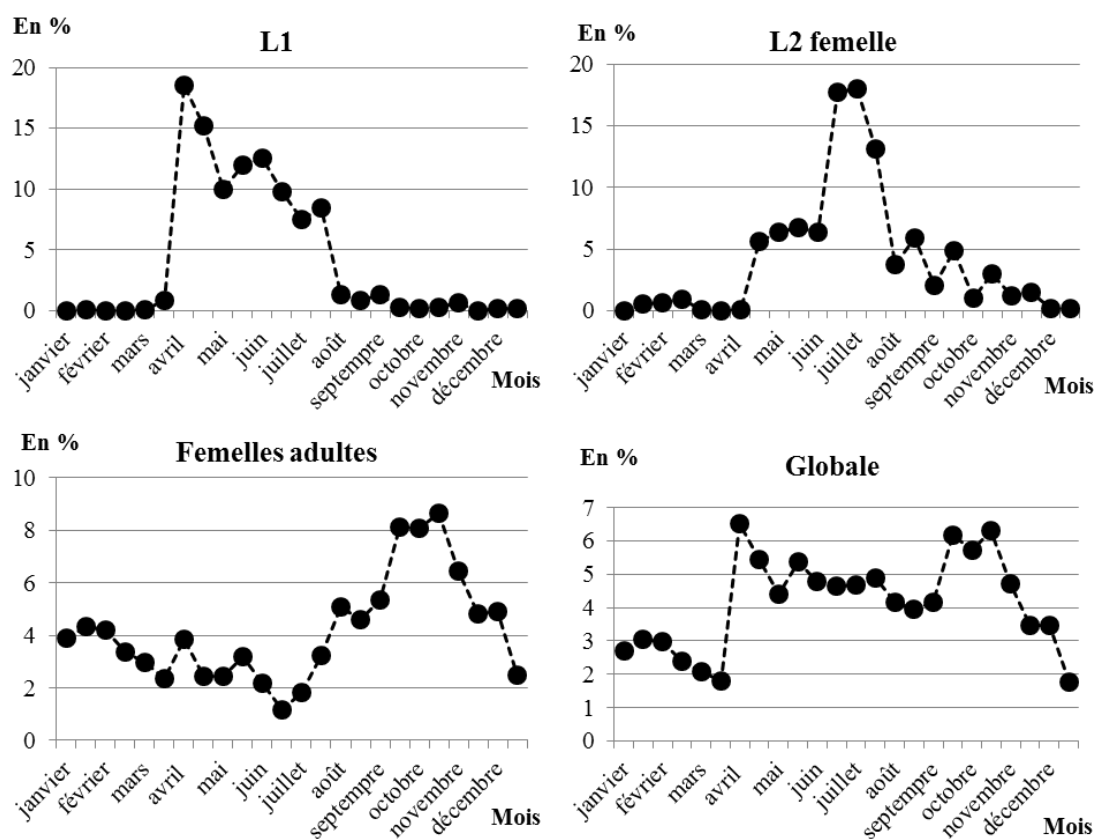 En %
L1
20
15
10
5
0
janvier
février
mars
avril
mai
juin
juillet
août
septembre
octobre
novembre
décembre
Mois
En %
L2 femelle
20
15
10
5
0
janvier
février
mars
avril
mai
juin
juillet
août
septembre
octobre
novembre
décembre
Mois
En %
Femelles adultes
10
8
6
4
2
0
janvier
février
mars
avril
mai
juin
juillet
août
septembre
octobre
novembre
décembre
Mois
En %
Globale
7
6
5
4
3
2
1
0
janvier
février
mars
avril
mai
juin
juillet
août
septembre
octobre
novembre
décembre
Mois